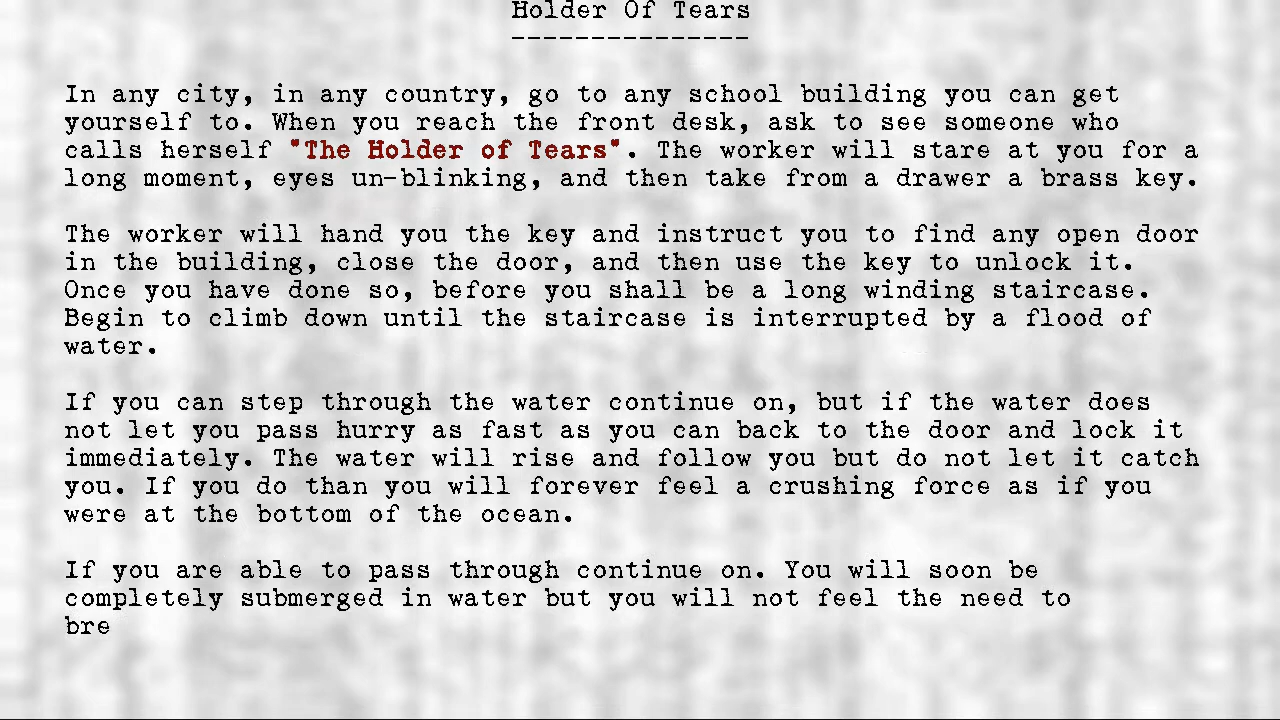 Holder Of Tears
---------------
In any city, in any country, go to any school building you can get
yourself to. When you reach the front desk, ask to see someone who
calls herself "The Holder of Tears". The worker will stare at you for a
long moment, eyes un-blinking, and then take from a drawer a brass key.
The worker will hand you the key and instruct you to find any open door
in the building, close the door, and then use the key to unlock it.
Once you have done so, before you shall be a long winding staircase.
Begin to climb down until the staircase is interrupted by a flood of
water.
If you can step through the water continue on, but if the water does
not let you pass hurry as fast as you can back to the door and lock it
immediately. The water will rise and follow you but do not let it catch
you. If you do than you will forever feel a crushing force as if you
were at the bottom of the ocean.
If you are able to pass through continue on. You will soon be
completely submerged in water but you will not feel the need to
bre